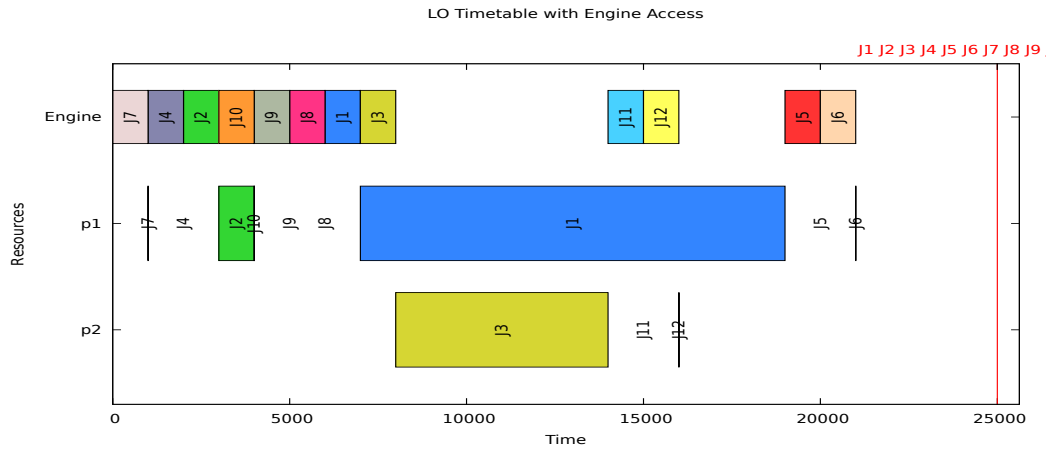 LO Timetable with Engine Access
J1 J2 J3 J4 J5 J6 J7 J8 J9
Engine
J7 J4 J2 J10 J9 J8 J1 J3 J11 J12 J5 J6
Resources
p1
J7 J4 J2 J10 J9 J8 J1 J5 J6
p2
J3 J11 J12
0 5000 10000 15000 20000 25000
Time